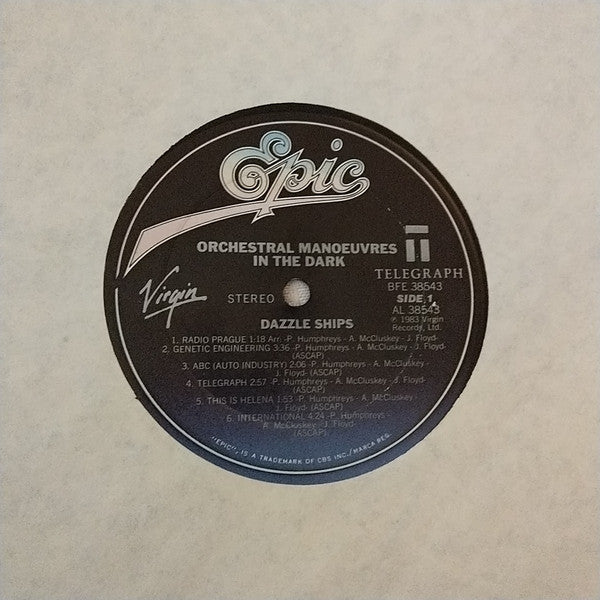 Epic
ORCHESTRAL MANOEUVRES
IN THE DARK
TELEGRAPH
BFE 38543
Virgin
STEREO
SIDE 1
AL 38543
℗ 1983 Virgin
Records, Ltd.
DAZZLE SHIPS
1. RADIO PRAGUE 1:18 Arr. -P. Humphreys - A. McCluskey - J. Floyd-
2. GENETIC ENGINEERING 3:36 -P. Humphreys - A. McCluskey - J. Floyd-
(ASCAP)
3. ABC (AUTO INDUSTRY) 2:06 -P. Humphreys - A. McCluskey - J.
Floyd- (ASCAP)
4. TELEGRAPH 2:57 -P. Humphreys - A. McCluskey - J. Floyd-
(ASCAP)
5. THIS IS HELENA 1:53 -P. Humphreys - A. McCluskey -
J. Floyd- (ASCAP)
6. INTERNATIONAL 4:24 -P. Humphreys -
A. McCluskey - J. Floyd-
(ASCAP)
"EPIC", IS A TRADEMARK OF CBS INC./MARCA REG.